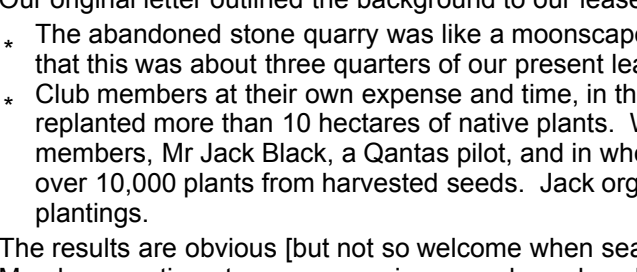 Our original letter outlined the background to our lease
* The abandoned stone quarry was like a moonscape
that this was about three quarters of our present lea
* Club members at their own expense and time, in th
replanted more than 10 hectares of native plants.
members, Mr Jack Black, a Qantas pilot, and in who
over 10,000 plants from harvested seeds. Jack org
plantings.
The results are obvious [but not so welcome when sea